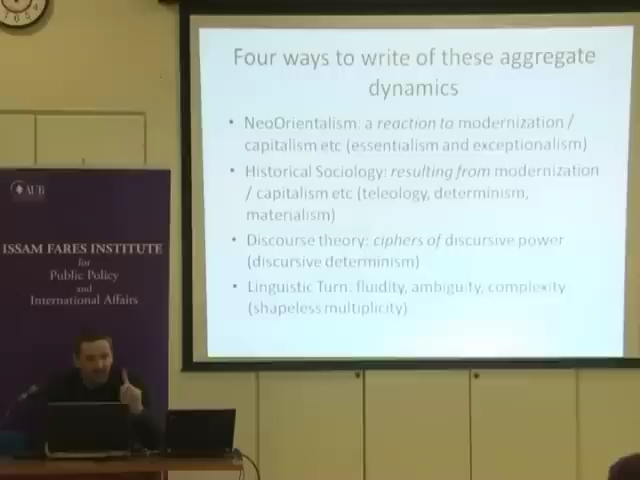 Four ways to write of these aggregate
dynamics
• NeoOrientalism: a reaction to modernization /
capitalism etc (essentialism and exceptionalism)
• Historical Sociology: resulting from modernization
/ capitalism etc (teleology, determinism,
materialism)
• Discourse theory: ciphers of discursive power
(discursive determinism)
• Linguistic Turn: fluidity, ambiguity, complexity
(shapeless multiplicity)
AUB
ISSAM FARES INSTITUTE
for
Public Policy
and
International Affairs